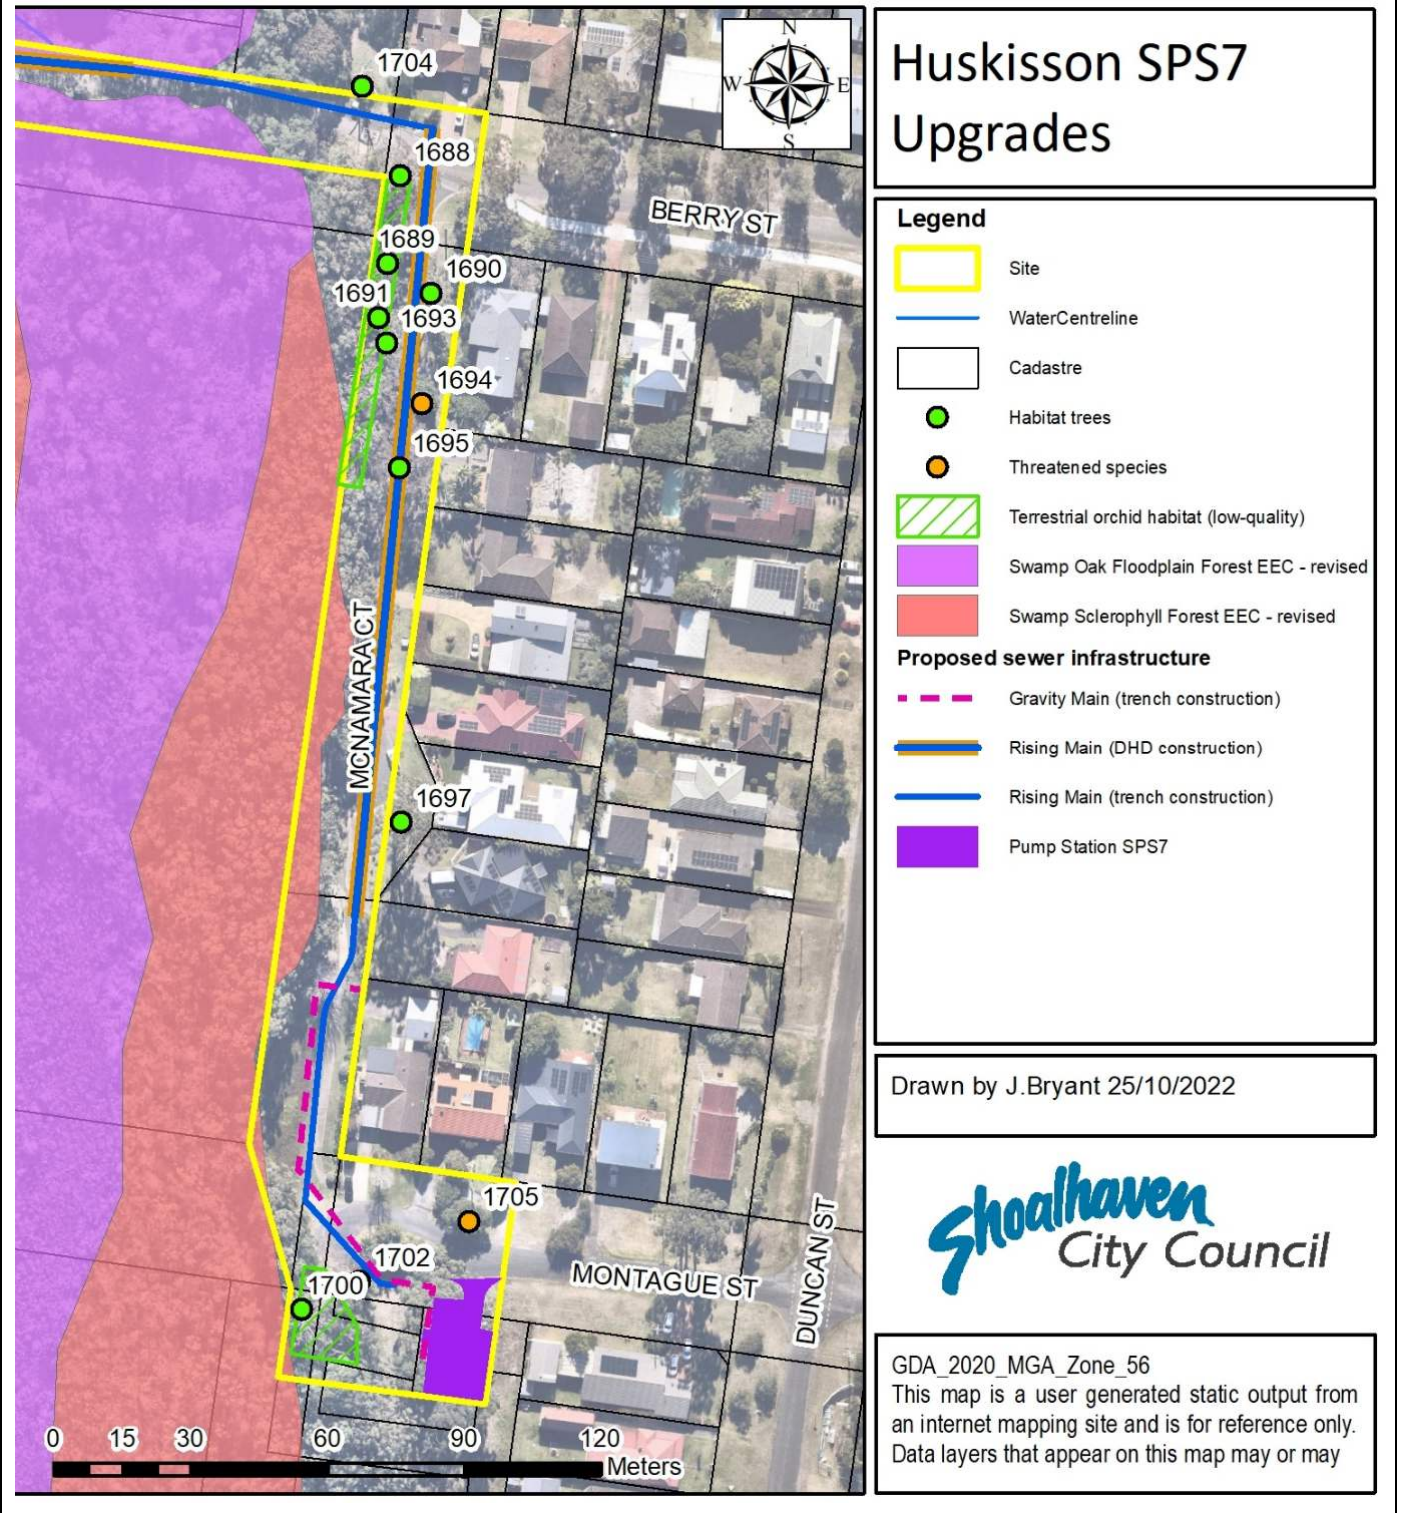 1704
N
W E
S
1688
BERRY ST
1689
1690
1691
1693
1694
1695
MCNAMARA CT
1697
1705
1702
1700
MONTAGUE ST
DUNCAN ST
0 15 30 60 90 120
Meters
Huskisson SPS7
Upgrades
Legend
Site
WaterCentreline
Cadastre
Habitat trees
Threatened species
Terrestrial orchid habitat (low-quality)
Swamp Oak Floodplain Forest EEC - revised
Swamp Sclerophyll Forest EEC - revised
Proposed sewer infrastructure
Gravity Main (trench construction)
Rising Main (DHD construction)
Rising Main (trench construction)
Pump Station SPS7
Drawn by J.Bryant 25/10/2022
Shoalhaven
City Council
GDA_2020_MGA_Zone_56
This map is a user generated static output from
an internet mapping site and is for reference only.
Data layers that appear on this map may or may